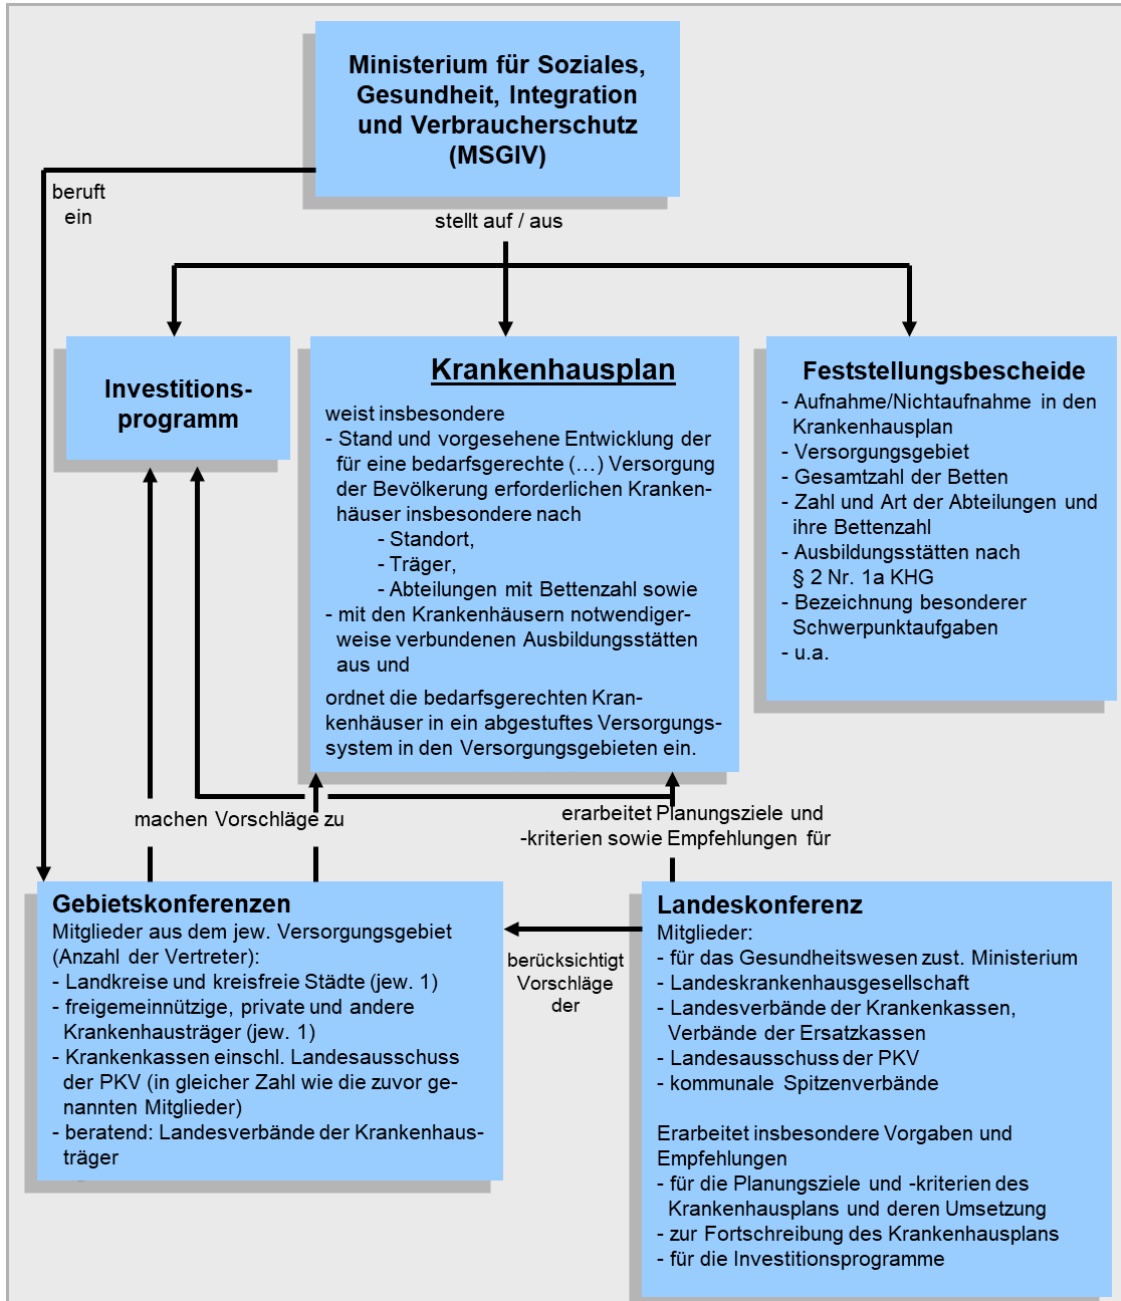 Ministerium für Soziales,
Gesundheit, Integration
und Verbraucherschutz
(MSGIV)
beruft
ein
stellt auf / aus
Investitions-
programm
Krankenhausplan
weist insbesondere
- Stand und vorgesehene Entwicklung der
für eine bedarfsgerechte (…) Versorgung
der Bevölkerung erforderlichen Kranken-
häuser insbesondere nach
- Standort,
- Träger,
- Abteilungen mit Bettenzahl sowie
- mit den Krankenhäusern notwendiger-
weise verbundenen Ausbildungsstätten
aus und
ordnet die bedarfsgerechten Kran-
kenhäuser in ein abgestuftes Versorgungs-
system in den Versorgungsgebieten ein.
Feststellungsbescheide
- Aufnahme/Nichtaufnahme in den
Krankenhausplan
- Versorgungsgebiet
- Gesamtzahl der Betten
- Zahl und Art der Abteilungen und
ihre Bettenzahl
- Ausbildungsstätten nach
§ 2 Nr. 1a KHG
- Bezeichnung besonderer
Schwerpunktaufgaben
- u.a.
machen Vorschläge zu
erarbeitet Planungsziele und
-kriterien sowie Empfehlungen für
Gebietskonferenzen
Mitglieder aus dem jew. Versorgungsgebiet
(Anzahl der Vertreter):
- Landkreise und kreisfreie Städte (jew. 1)
- freigemeinnützige, private und andere
Krankenhausträger (jew. 1)
- Krankenkassen einschl. Landesausschuss
der PKV (in gleicher Zahl wie die zuvor ge-
nannten Mitglieder)
- beratend: Landesverbände der Krankenhaus-
träger
berücksichtigt
Vorschläge
der
Landeskonferenz
Mitglieder:
- für das Gesundheitswesen zust. Ministerium
- Landeskrankenhausgesellschaft
- Landesverbände der Krankenkassen,
Verbände der Ersatzkassen
- Landesausschuss der PKV
- kommunale Spitzenverbände
Erarbeitet insbesondere Vorgaben und
Empfehlungen
- für die Planungsziele und -kriterien des
Krankenhausplans und deren Umsetzung
- zur Fortschreibung des Krankenhausplans
- für die Investitionsprogramme